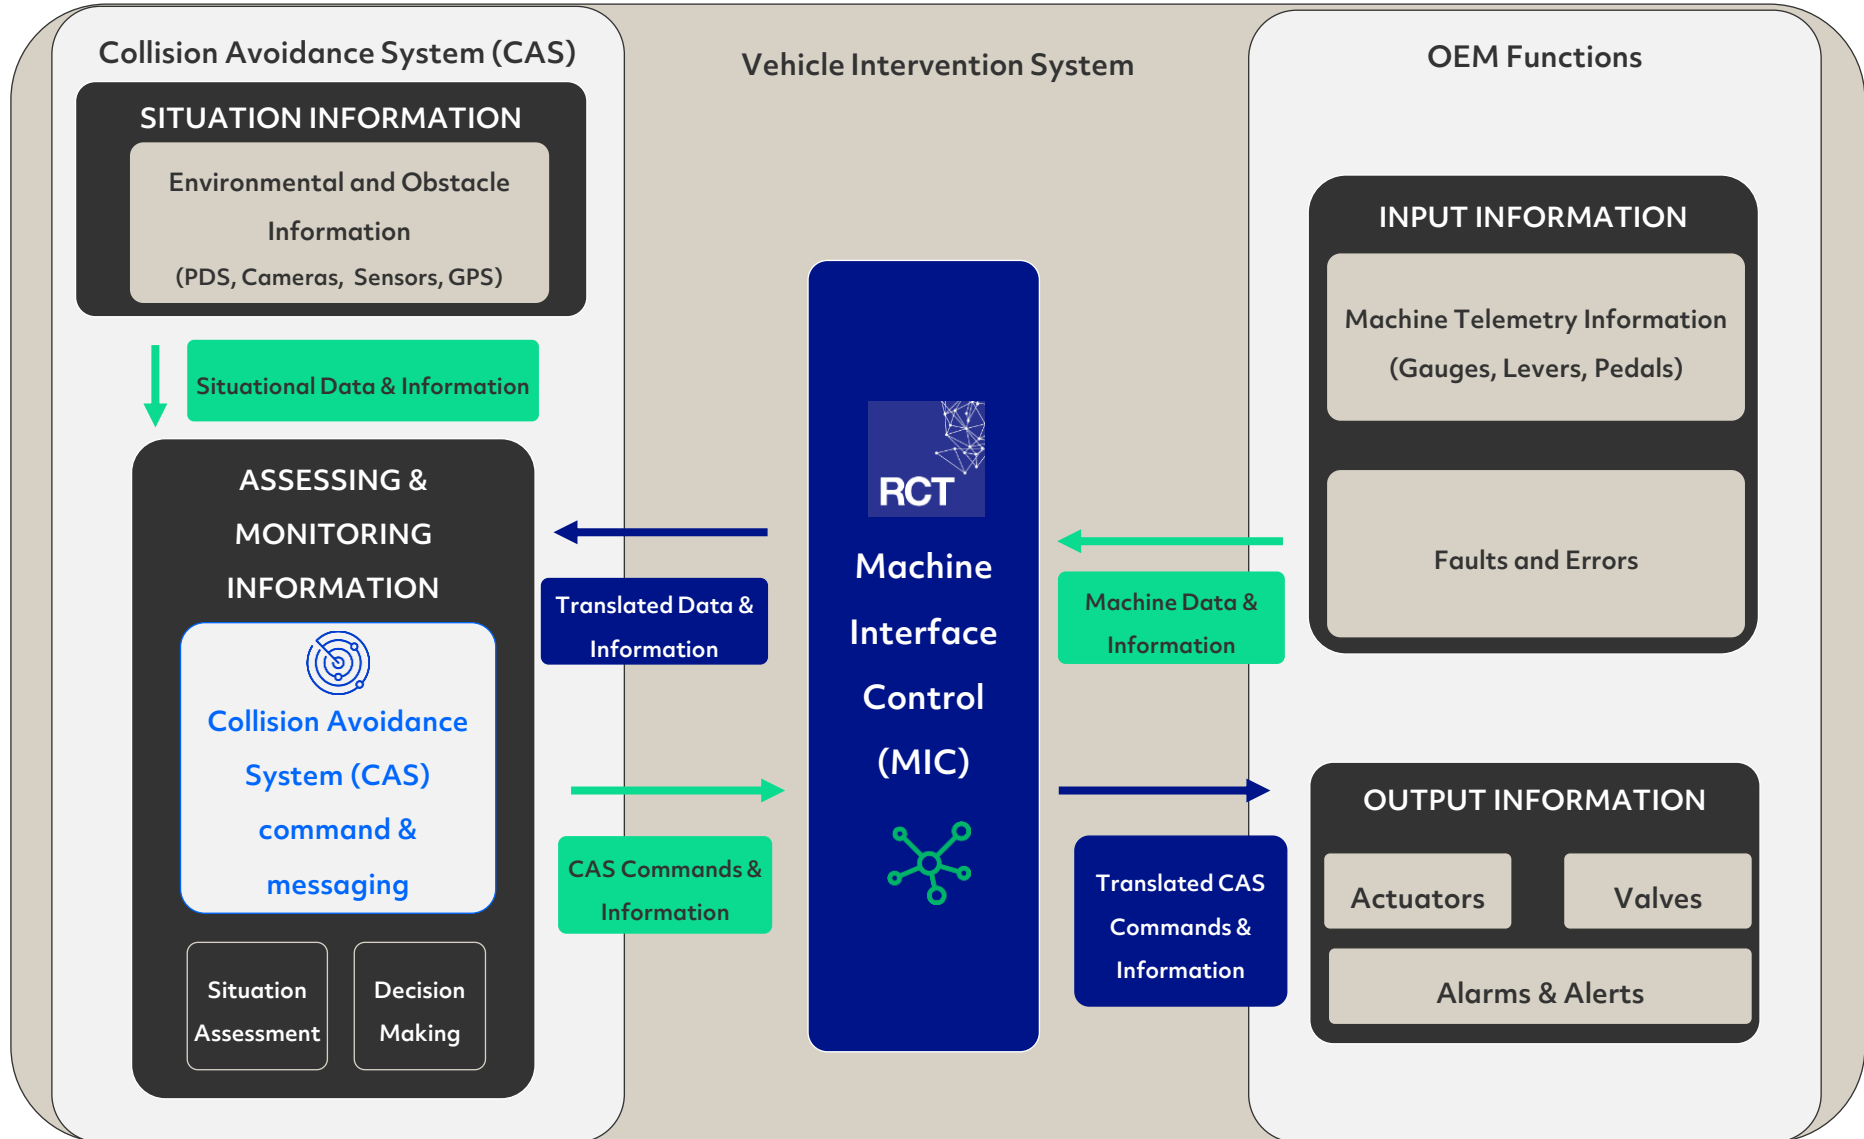 Collision Avoidance System (CAS)
SITUATION INFORMATION
Environmental and Obstacle
Information
(PDS, Cameras, Sensors, GPS)
Situational Data & Information
ASSESSING &
MONITORING
INFORMATION
Collision Avoidance
System (CAS)
command &
messaging
Situation
Assessment
Decision
Making
Vehicle Intervention System
Translated Data &
Information
CAS Commands &
Information
RCT
Machine
Interface
Control
(MIC)
Machine Data &
Information
Translated CAS
Commands &
Information
OEM Functions
INPUT INFORMATION
Machine Telemetry Information
(Gauges, Levers, Pedals)
Faults and Errors
OUTPUT INFORMATION
Actuators
Valves
Alarms & Alerts